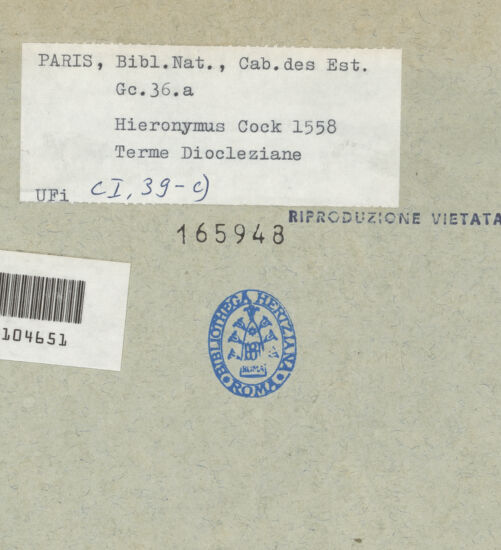 PARIS, Bibl.Nat., Cab.des Est.
Gc.36.a
Hieronymus Cock 1558
Terme Diocleziane
UFi CI, 39-c)
RIPRODUZIONE VIETATA
165948
104651
BIBLIOTHECA HERTZIANA
ROMA
ROMA